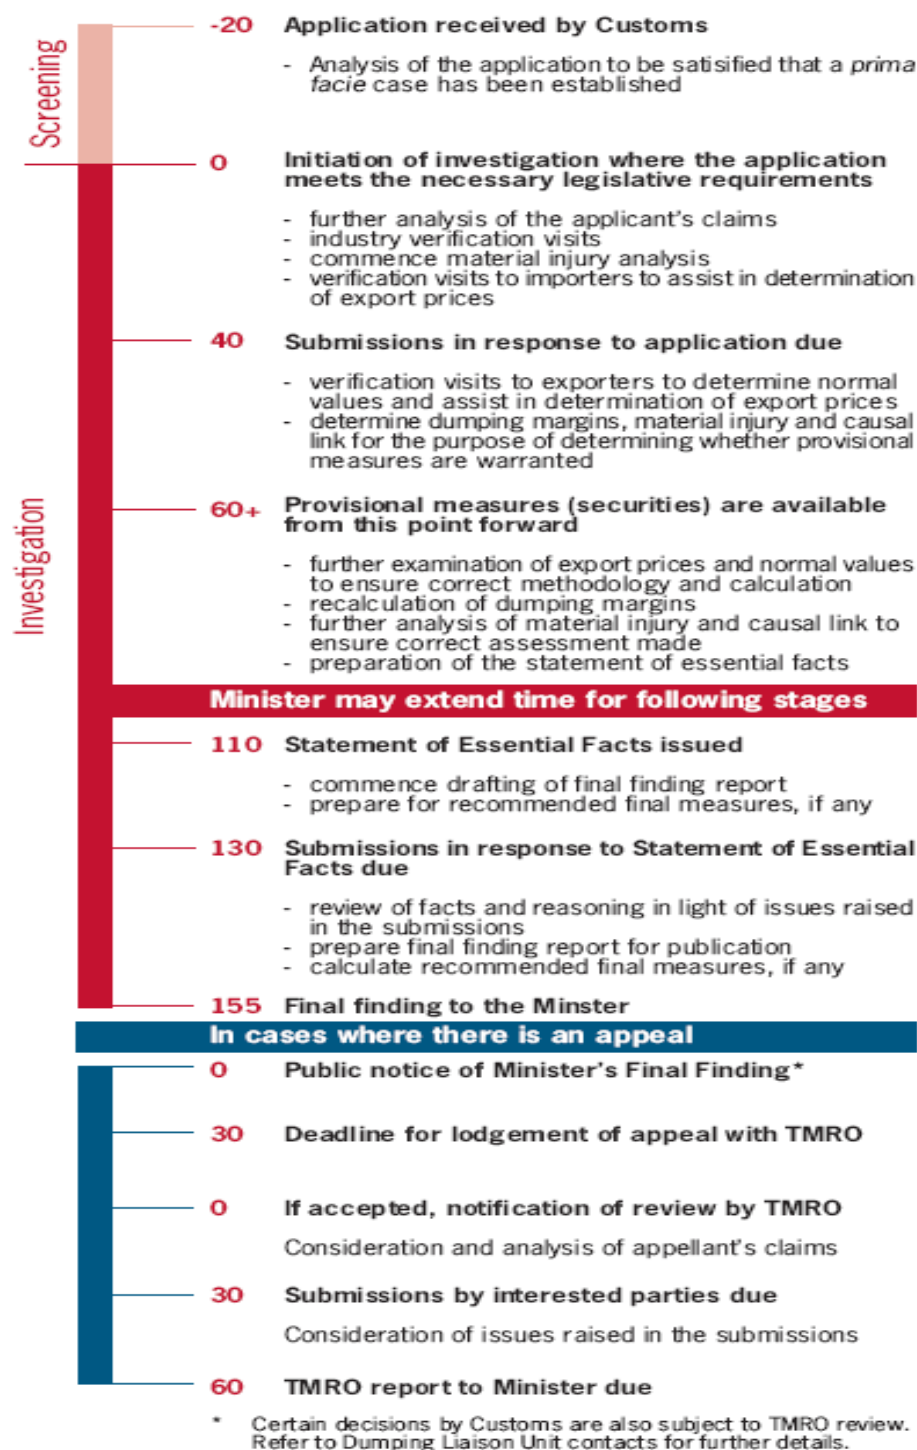 Screening
-20 Application received by Customs
- Analysis of the application to be satisified that a prima
facie case has been established
0 Initiation of investigation where the application
meets the necessary legislative requirements
- further analysis of the applicant's claims
- industry verification visits
- commence material injury analysis
- verification visits to importers to assist in determination
of export prices
40 Submissions in response to application due
- verification visits to exporters to determine normal
values and assist in determination of export prices
- determine dumping margins, material injury and causal
link for the purpose of determining whether provisional
measures are warranted
Investigation
60+ Provisional measures (securities) are available
from this point forward
- further examination of export prices and normal values
to ensure correct methodology and calculation
- recalculation of dumping margins
- further analysis of material injury and causal link to
ensure correct assessment made
- preparation of the statement of essential facts
Minister may extend time for following stages
110 Statement of Essential Facts issued
- commence drafting of final finding report
- prepare for recommended final measures, if any
130 Submissions in response to Statement of Essential
Facts due
- review of facts and reasoning in light of issues raised
in the submissions
- prepare final finding report for publication
- calculate recommended final measures, if any
155 Final finding to the Minster
In cases where there is an appeal
0 Public notice of Minister's Final Finding*
30 Deadline for lodgement of appeal with TMRO
0 If accepted, notification of review by TMRO
Consideration and analysis of appellant's claims
30 Submissions by interested parties due
Consideration of issues raised in the submissions
60 TMRO report to Minister due
* Certain decisions by Customs are also subject to TMRO review.
Refer to Dumping Liaison Unit contacts for further details.